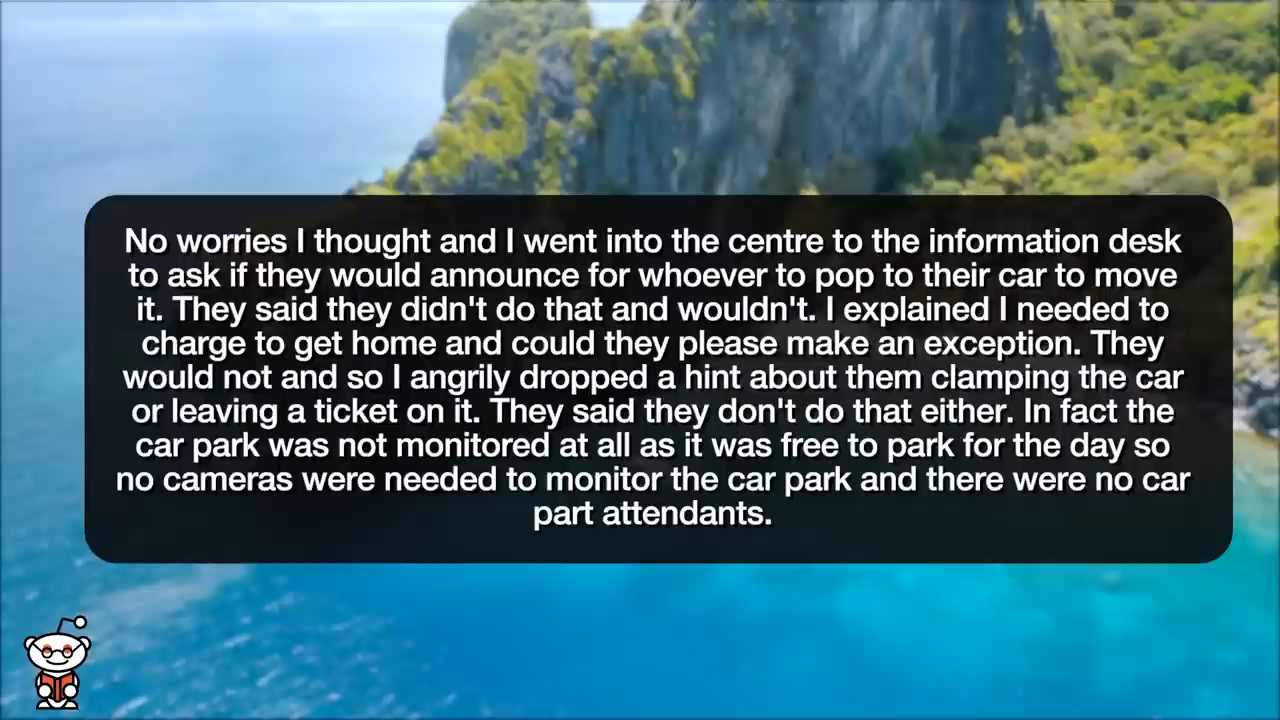 No worries I thought and I went into the centre to the information desk
to ask if they would announce for whoever to pop to their car to move
it. They said they didn't do that and wouldn't. I explained I needed to
charge to get home and could they please make an exception. They
would not and so I angrily dropped a hint about them clamping the car
or leaving a ticket on it. They said they don't do that either. In fact the
car park was not monitored at all as it was free to park for the day so
no cameras were needed to monitor the car park and there were no car
part attendants.